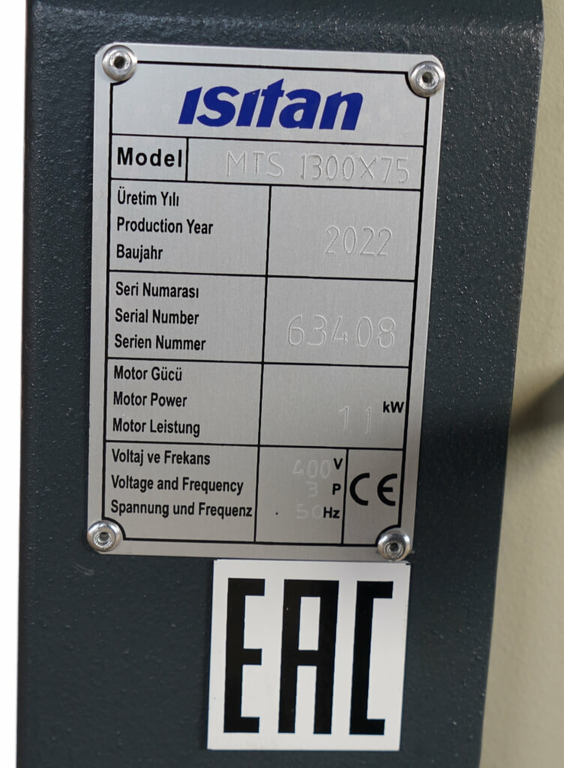 ısıtan
Model MTS 1300X75
Üretim Yılı
Production Year 2022
Baujahr
Seri Numarası
Serial Number 63408
Serien Nummer
Motor Gücü
Motor Power 11 kW
Motor Leistung
Voltaj ve Frekans 400 V
Voltage and Frequency 3 P CE
Spannung und Frequenz 50 Hz
EAC